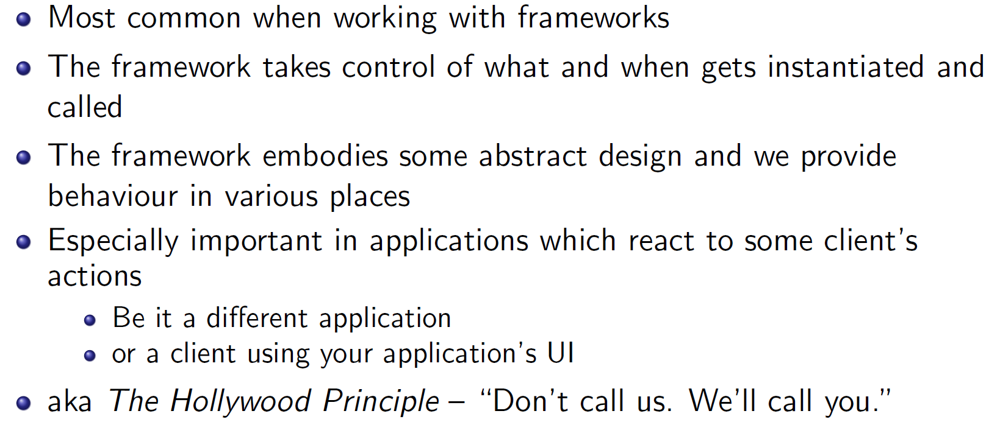 Most common when working with frameworks
The framework takes control of what and when gets instantiated and
called
The framework embodies some abstract design and we provide
behaviour in various places
Especially important in applications which react to some client's
actions
Be it a different application
or a client using your application's UI
aka The Hollywood Principle – “Don't call us. We'll call you.”